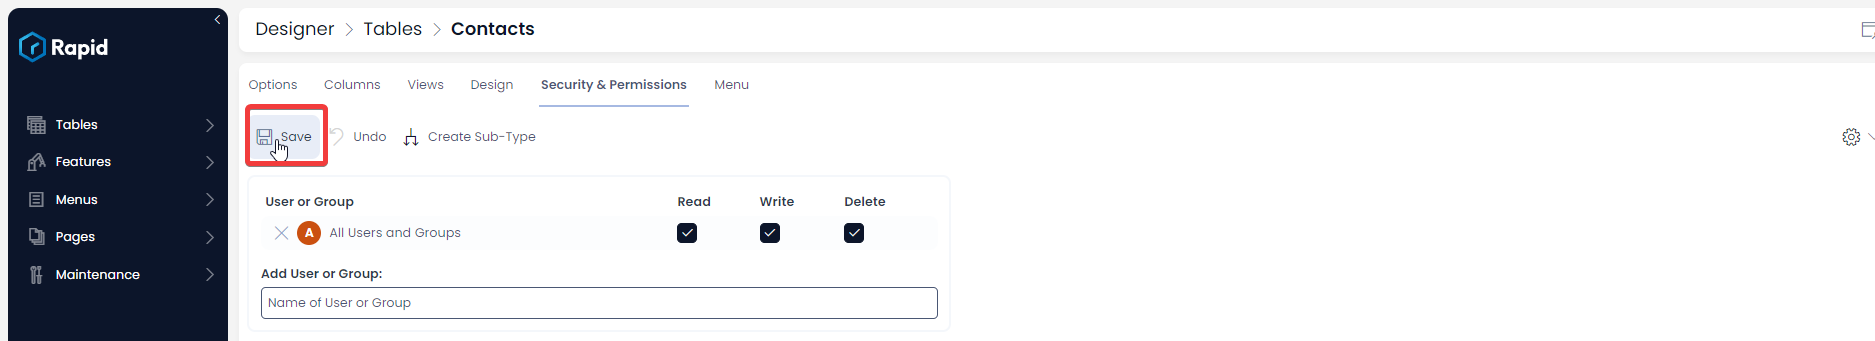 Rapid
Tables
Features
Menus
Pages
Maintenance
Designer > Tables > Contacts
Options Columns Views Design Security & Permissions Menu
Save Undo Create Sub-Type
User or Group Read Write Delete
A All Users and Groups
Add User or Group:
Name of User or Group